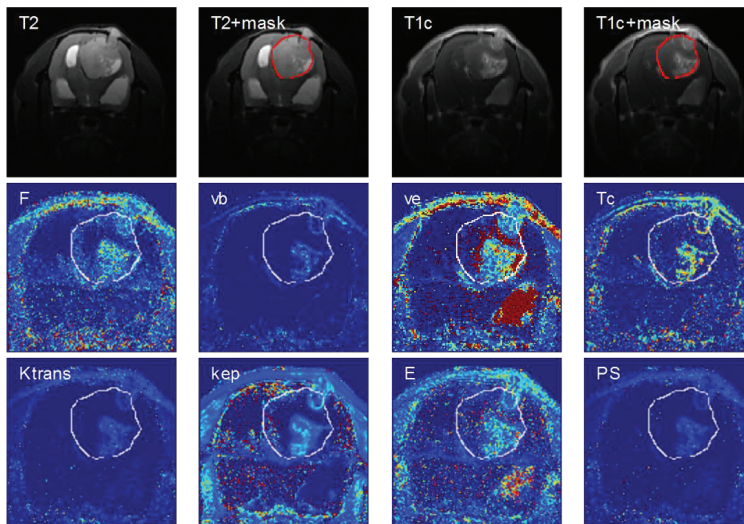 T2
T2+mask
T1c
T1c+mask
F
vb
ve
Tc
Ktrans
kep
E
PS